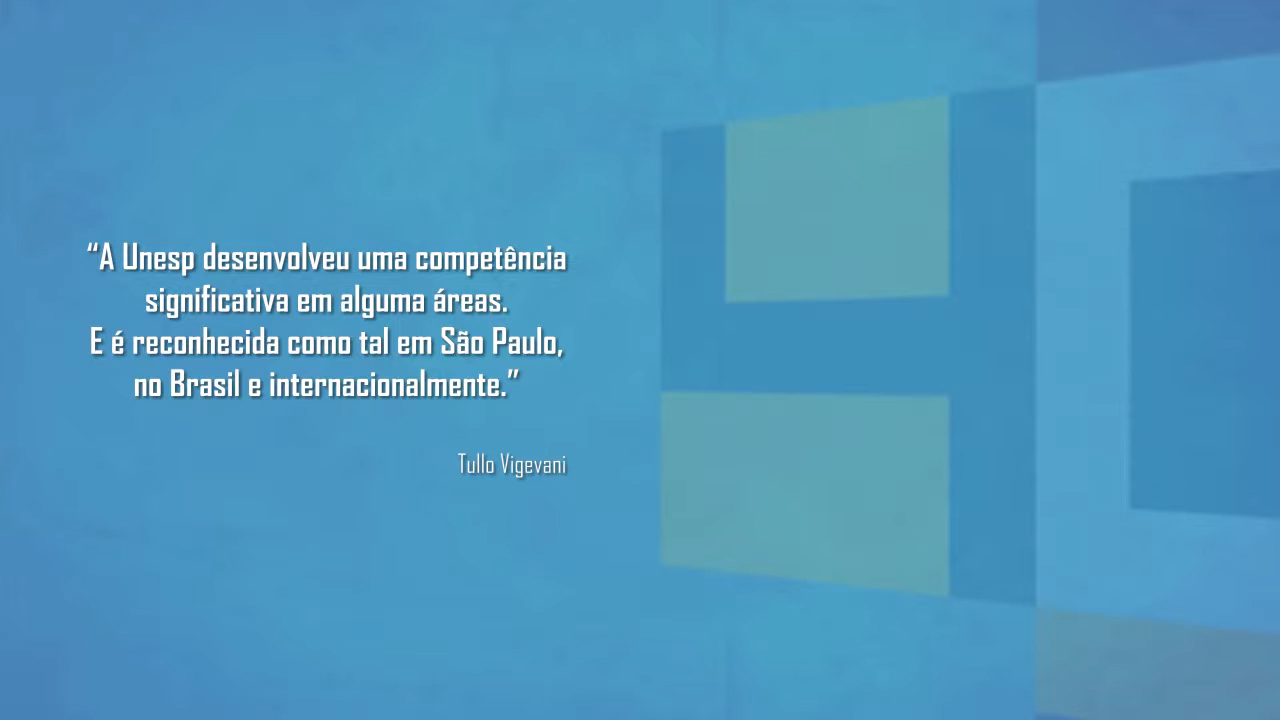 “A Unesp desenvolveu uma competência
significativa em alguma áreas.
E é reconhecida como tal em São Paulo,
no Brasil e internacionalmente.”
Tullo Vigevani